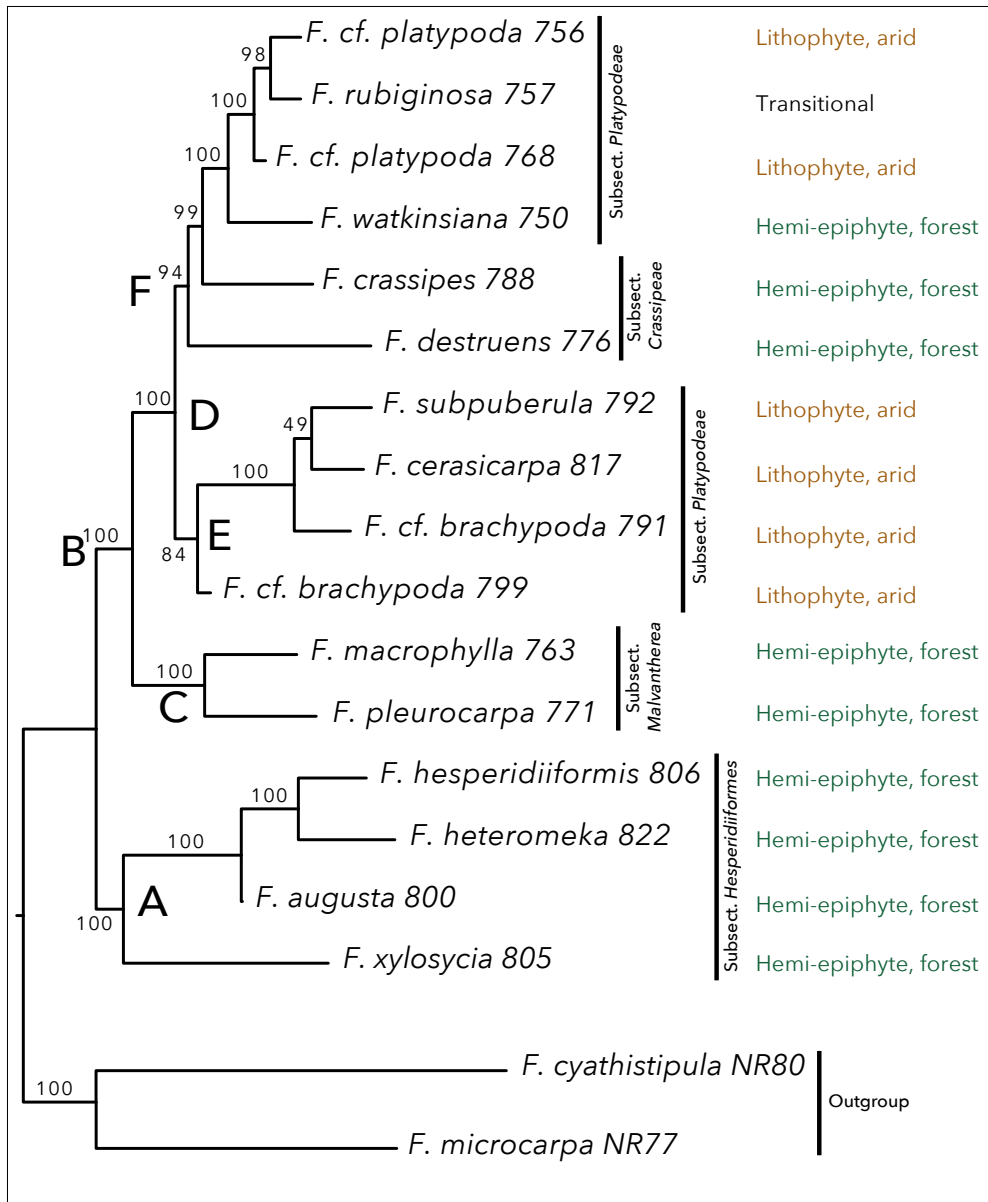 F. cf. platypoda 756 Lithophyte, arid
98
F. rubiginosa 757 Transitional
100
F. cf. platypoda 768 Lithophyte, arid
100
F. watkinsiana 750 Hemi-epiphyte, forest
Subsect. Platypodeae
99
F. crassipes 788 Hemi-epiphyte, forest
94
F
F. destruens 776 Hemi-epiphyte, forest
Subsect.
Crassipeae
100
D
F. subpuberula 792 Lithophyte, arid
49
F. cerasicarpa 817 Lithophyte, arid
100
F. cf. brachypoda 791 Lithophyte, arid
E
84
F. cf. brachypoda 799 Lithophyte, arid
Subsect. Platypodeae
B
100
F. macrophylla 763 Hemi-epiphyte, forest
100
C
F. pleurocarpa 771 Hemi-epiphyte, forest
Subsect.
Malvantherea
F. hesperidiiformis 806 Hemi-epiphyte, forest
100
F. heteromeka 822 Hemi-epiphyte, forest
100
F. augusta 800 Hemi-epiphyte, forest
A
100
F. xylosycia 805 Hemi-epiphyte, forest
Subsect. Hesperidiiformes
F. cyathistipula NR80
100
Outgroup
F. microcarpa NR77